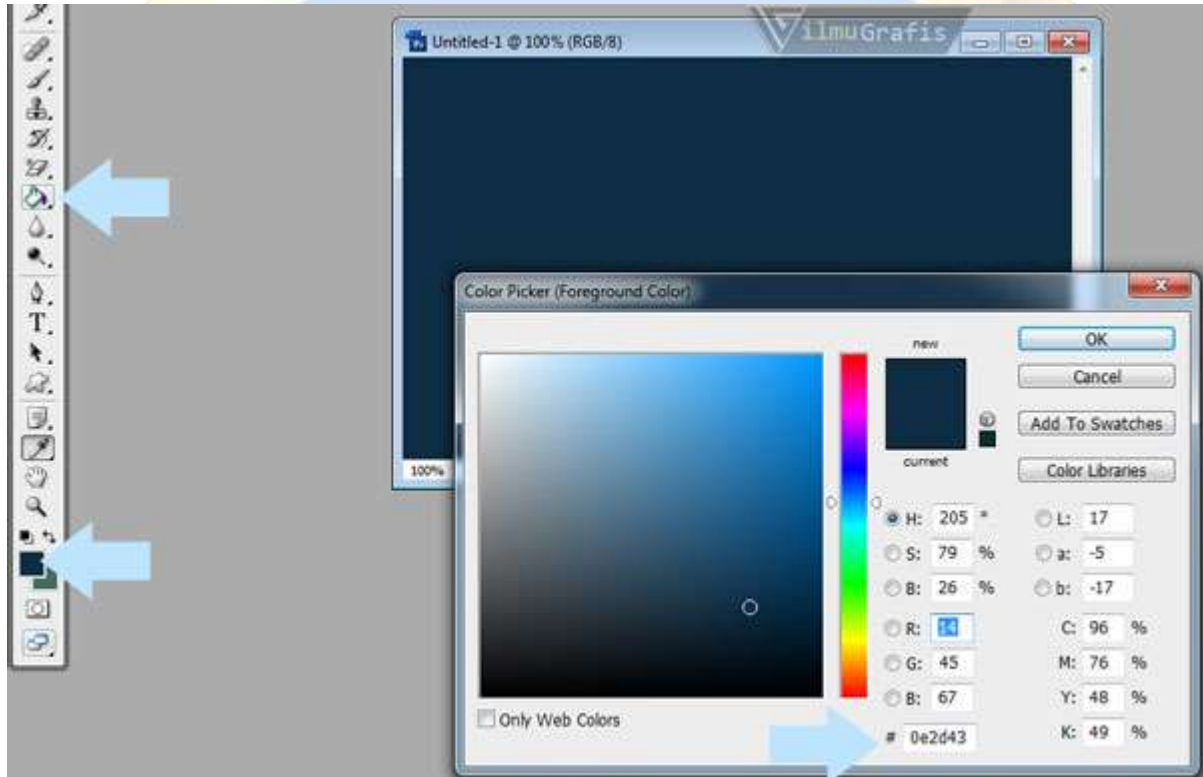 VilmuGrafis
Untitled-1 @ 100% (RGB/8)
Color Picker (Foreground Color)
new
OK
Cancel
Add To Swatches
current
Color Libraries
100%
H: 205 °
L: 17
S: 79 %
a: -5
B: 26 %
b: -17
R: 14
C: 96 %
G: 45
M: 76 %
B: 67
Y: 48 %
Only Web Colors
# 0e2d43
K: 49 %
T